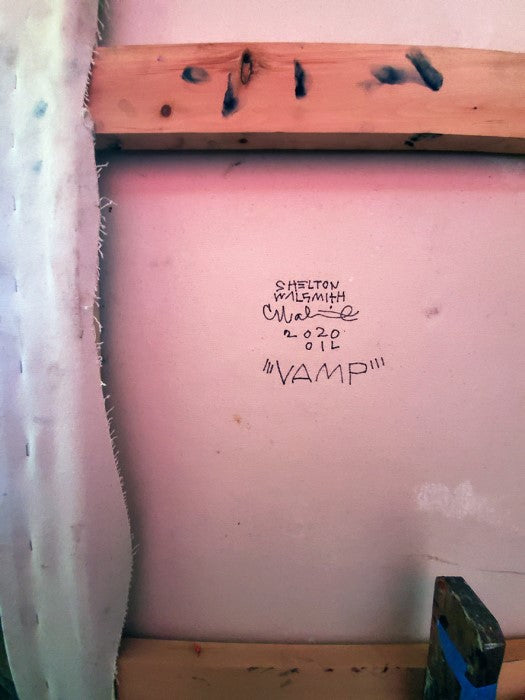 SHELTON
WALSMITH
2020
OIL
"'VAMP"'